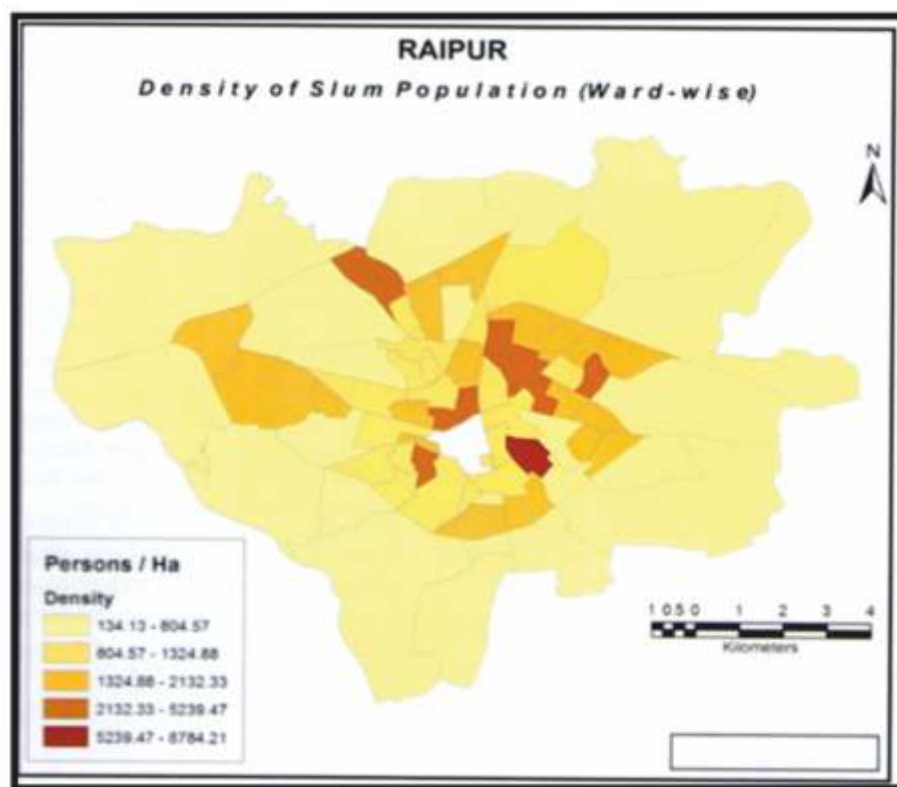 RAIPUR
Density of Slum Population (Ward-wise)
N
Persons / Ha
Density
134.13 - 804.57
804.57 - 1324.88
1324.88 - 2132.33
2132.33 - 5239.47
5239.47 - 8784.21
1 0.5 0 1 2 3 4
Kilometers